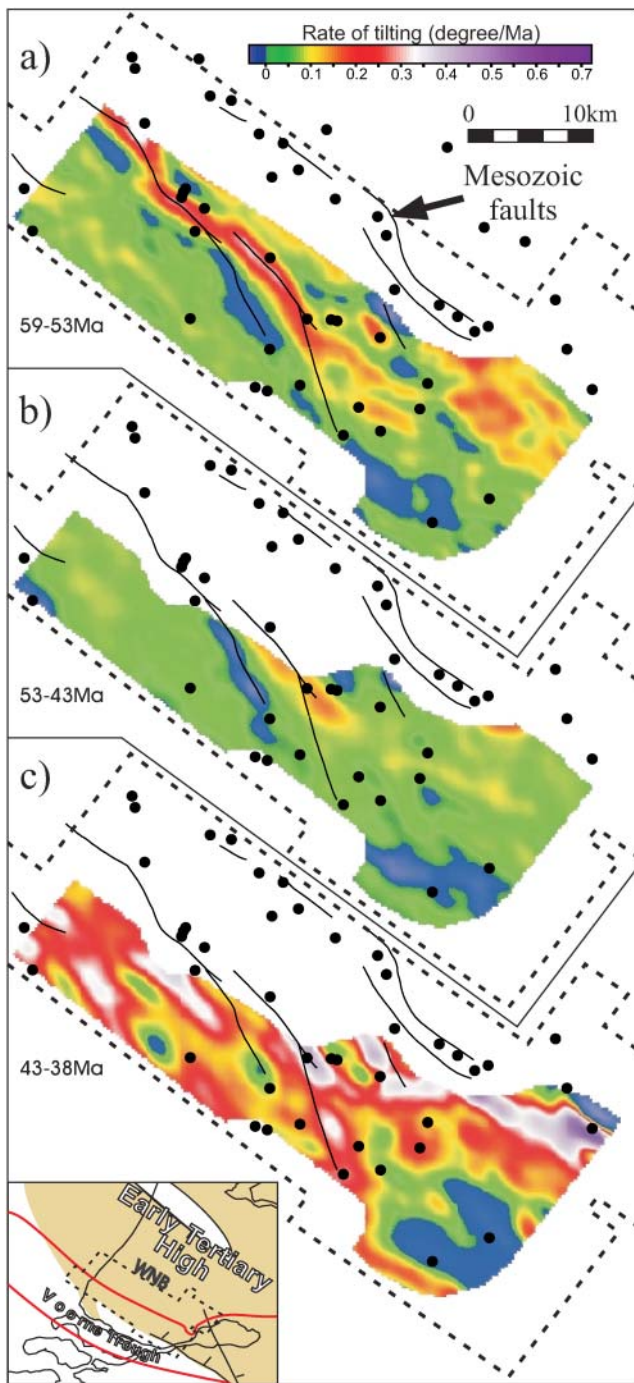 a)
Rate of tilting (degree/Ma)
0 0.1 0.2 0.3 0.4 0.5 0.6 0.7
0 10km
Mesozoic
faults
59-53Ma
b)
53-43Ma
c)
43-38Ma
Early Tertiary
High
WNB
Voorne Trough